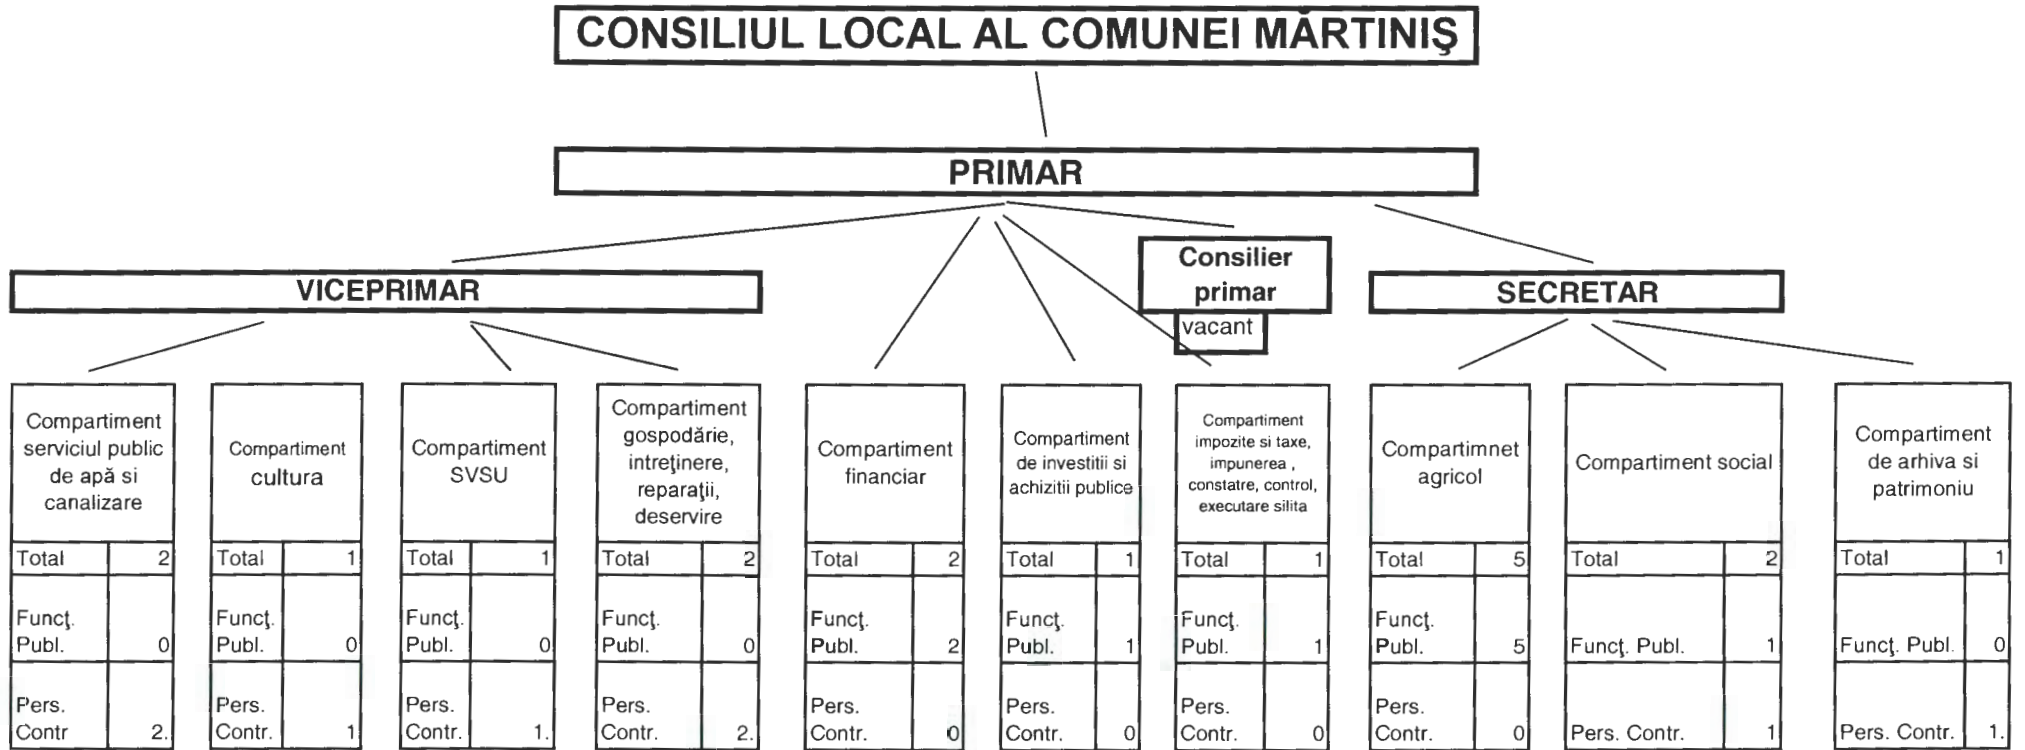 CONSILIUL LOCAL AL COMUNEI MĂRTINIŞ
PRIMAR
VICEPRIMAR
Consilier
primar
vacant
SECRETAR
Compartiment
serviciul public
de apă si
canalizare
Total 2
Funcţ.
Publ. 0
Pers.
Contr 2.
Compartiment
cultura
Total 1
Funcţ.
Publ. 0
Pers.
Contr. 1
Compartiment
SVSU
Total 1
Funcţ.
Publ. 0
Pers.
Contr. 1.
Compartiment
gospodărie,
intreţinere,
reparaţii,
deservire
Total 2
Funcţ.
Publ. 0
Pers.
Contr. 2.
Compartiment
financiar
Total 2
Funcţ.
Publ. 2
Pers.
Contr. 0
Compartiment
de investitii si
achizitii publice
Total 1
Funcţ.
Publ. 1
Pers.
Contr. 0
Compartiment
impozite si taxe,
impunerea ,
constatre, control,
executare silita
Total 1
Funcţ.
Publ. 1
Pers.
Contr. 0
Compartimnet
agricol
Total 5
Funcţ.
Publ. 5
Pers.
Contr. 0
Compartiment social
Total 2
Funcţ. Publ. 1
Pers. Contr. 1
Compartiment
de arhiva si
patrimoniu
Total 1
Funcţ. Publ. 0
Pers. Contr. 1.